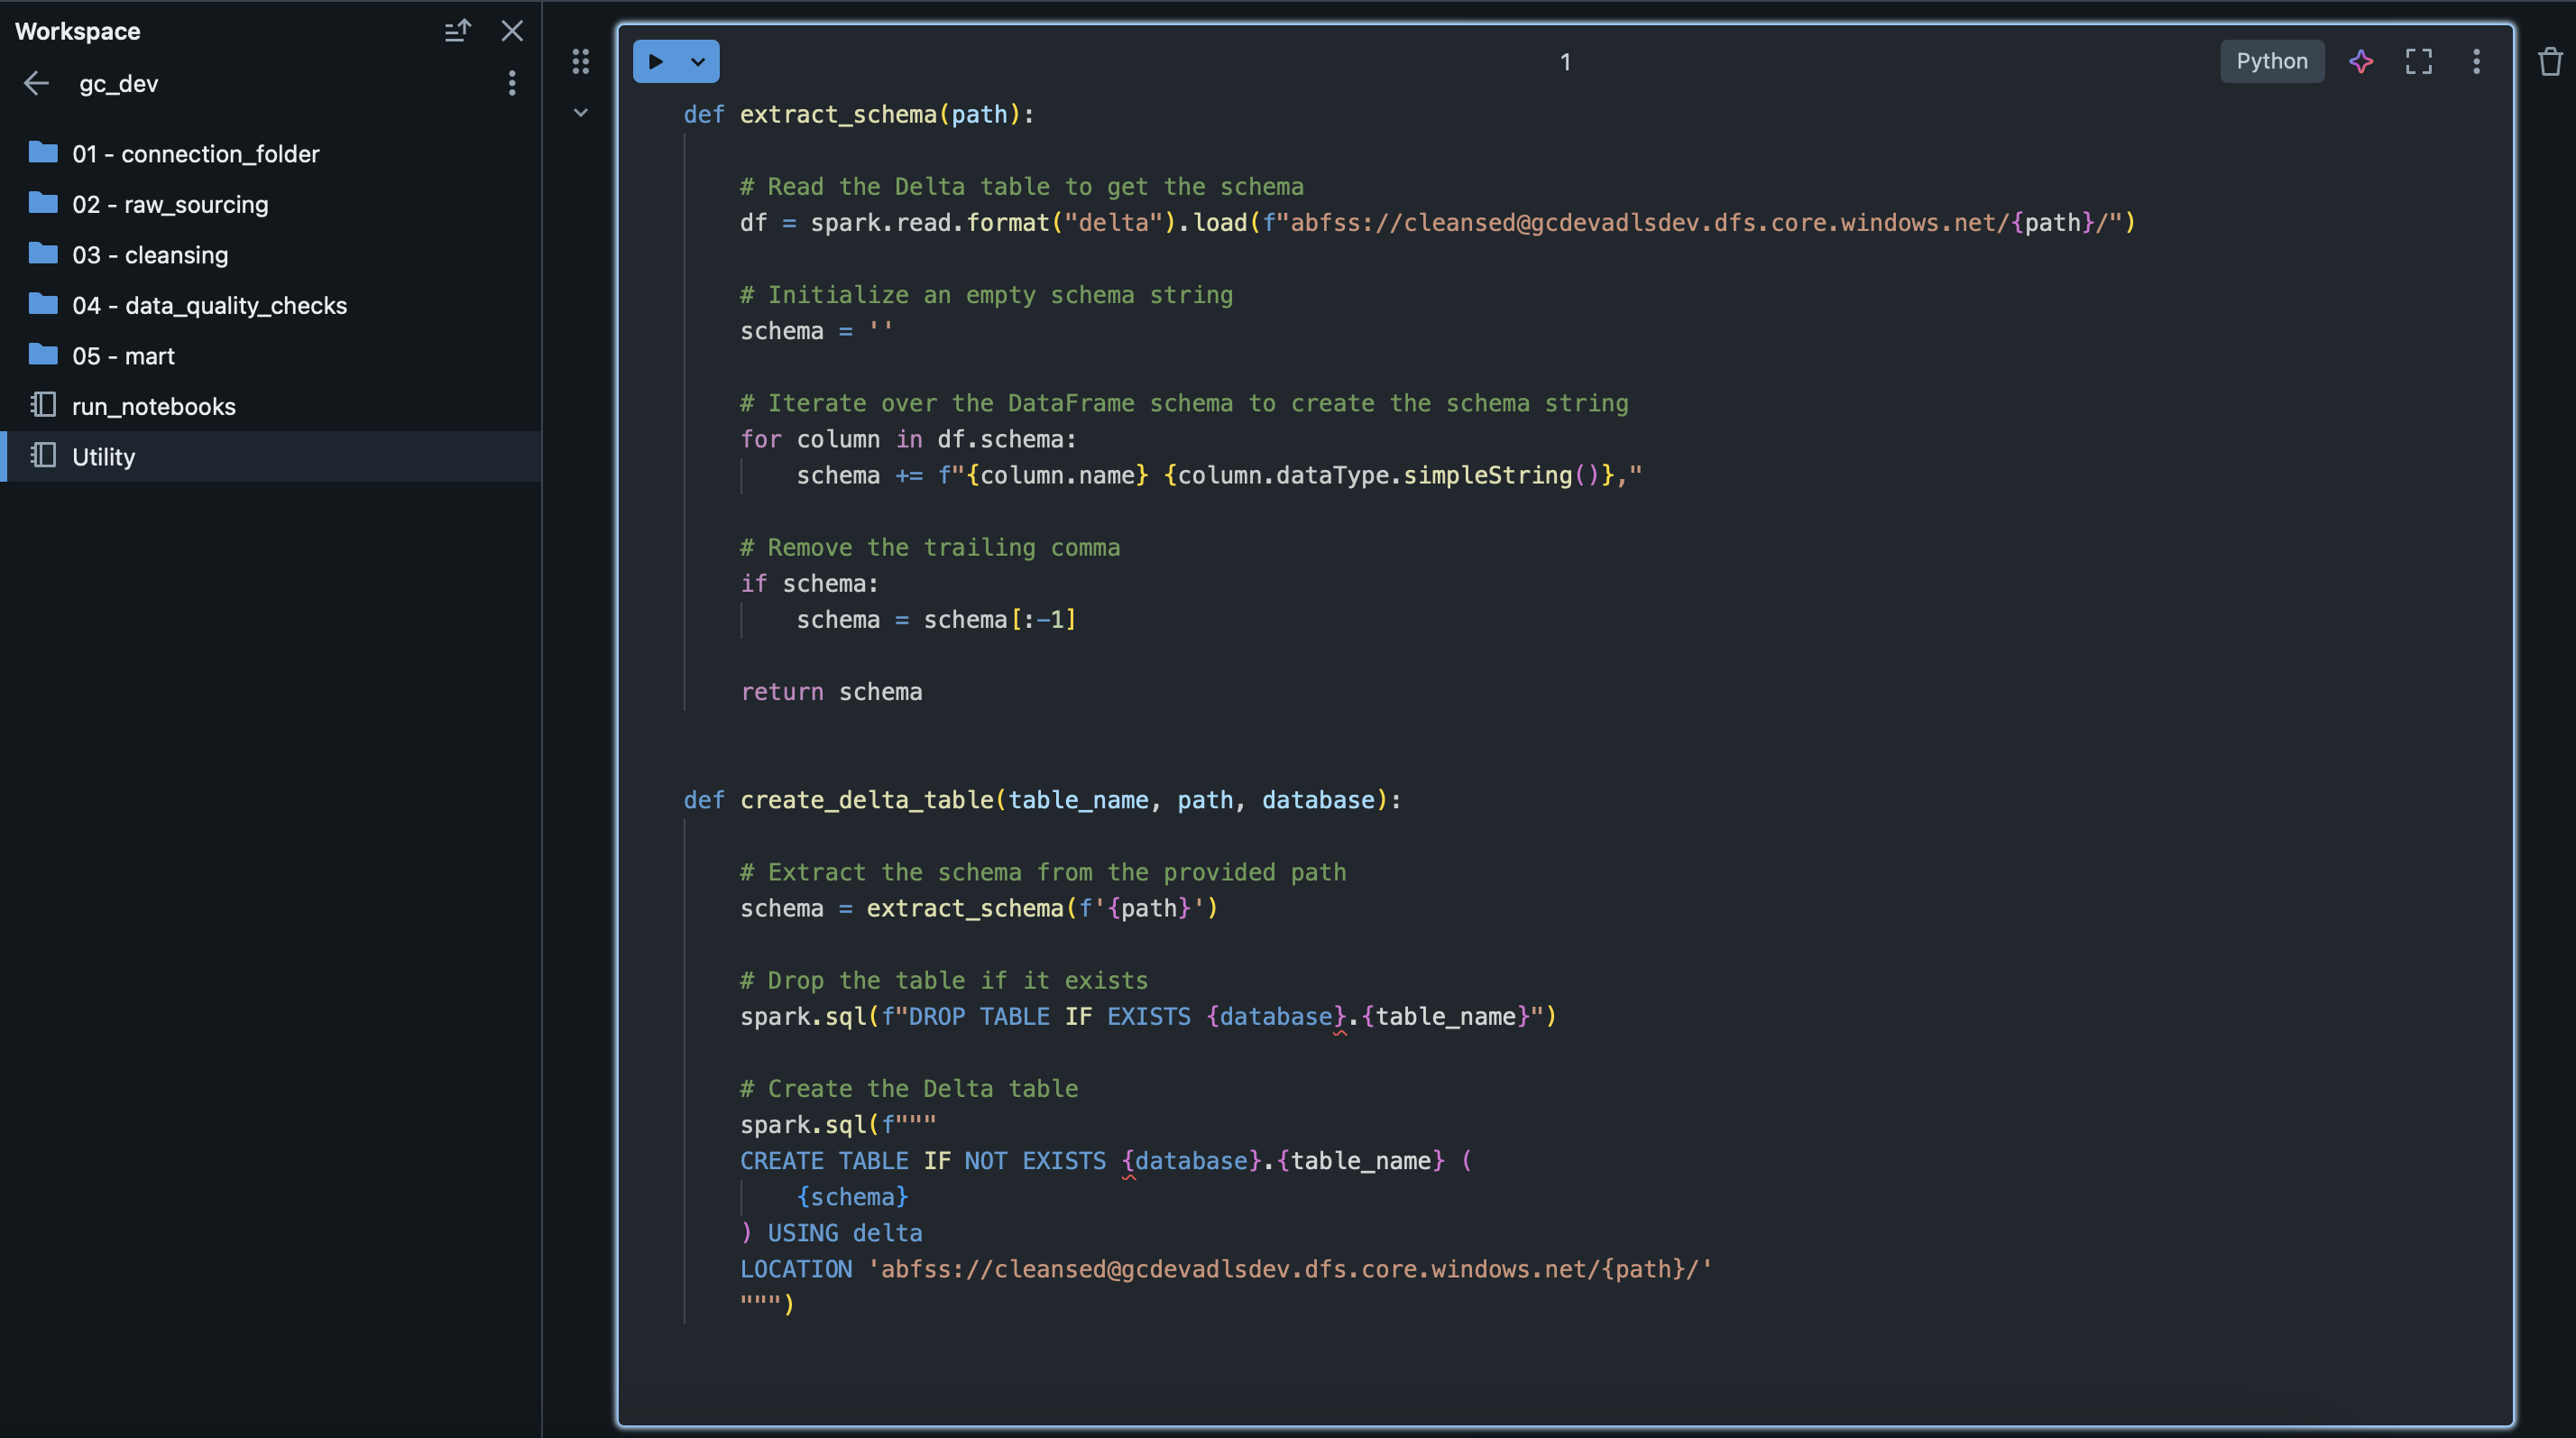 Workspace
gc_dev
01 - connection_folder
02 - raw_sourcing
03 - cleansing
04 - data_quality_checks
05 - mart
run_notebooks
Utility
1
Python
def extract_schema(path):
    # Read the Delta table to get the schema
    df = spark.read.format("delta").load(f"abfss://cleansed@gcdevadlsdev.dfs.core.windows.net/{path}/")
    # Initialize an empty schema string
    schema = ''
    # Iterate over the DataFrame schema to create the schema string
    for column in df.schema:
        schema += f"{column.name} {column.dataType.simpleString()},"
    # Remove the trailing comma
    if schema:
        schema = schema[:-1]
    return schema
def create_delta_table(table_name, path, database):
    # Extract the schema from the provided path
    schema = extract_schema(f'{path}')
    # Drop the table if it exists
    spark.sql(f"DROP TABLE IF EXISTS {database}.{table_name}")
    # Create the Delta table
    spark.sql(f"""
    CREATE TABLE IF NOT EXISTS {database}.{table_name} (
        {schema}
    ) USING delta
    LOCATION 'abfss://cleansed@gcdevadlsdev.dfs.core.windows.net/{path}/'
    """)